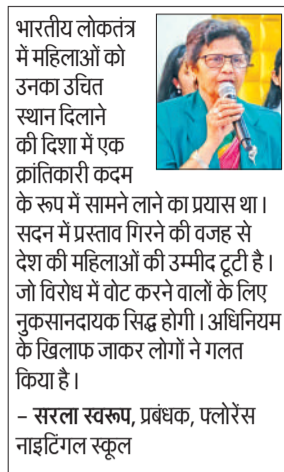 भारतीय लोकतंत्र
में महिलाओं को
उनका उचित
स्थान दिलाने
की दिशा में एक
क्रांतिकारी कदम
के रूप में सामने लाने का प्रयास था।
सदन में प्रस्ताव गिरने की वजह से
देश की महिलाओं की उम्मीद टूटी है।
जो विरोध में वोट करने वालों के लिए
नुकसानदायक सिद्ध होगी। अधिनियम
के खिलाफ जाकर लोगों ने गलत
किया है।
– सरला स्वरूप, प्रबंधक, फ्लोरेंस
नाइटिंगल स्कूल